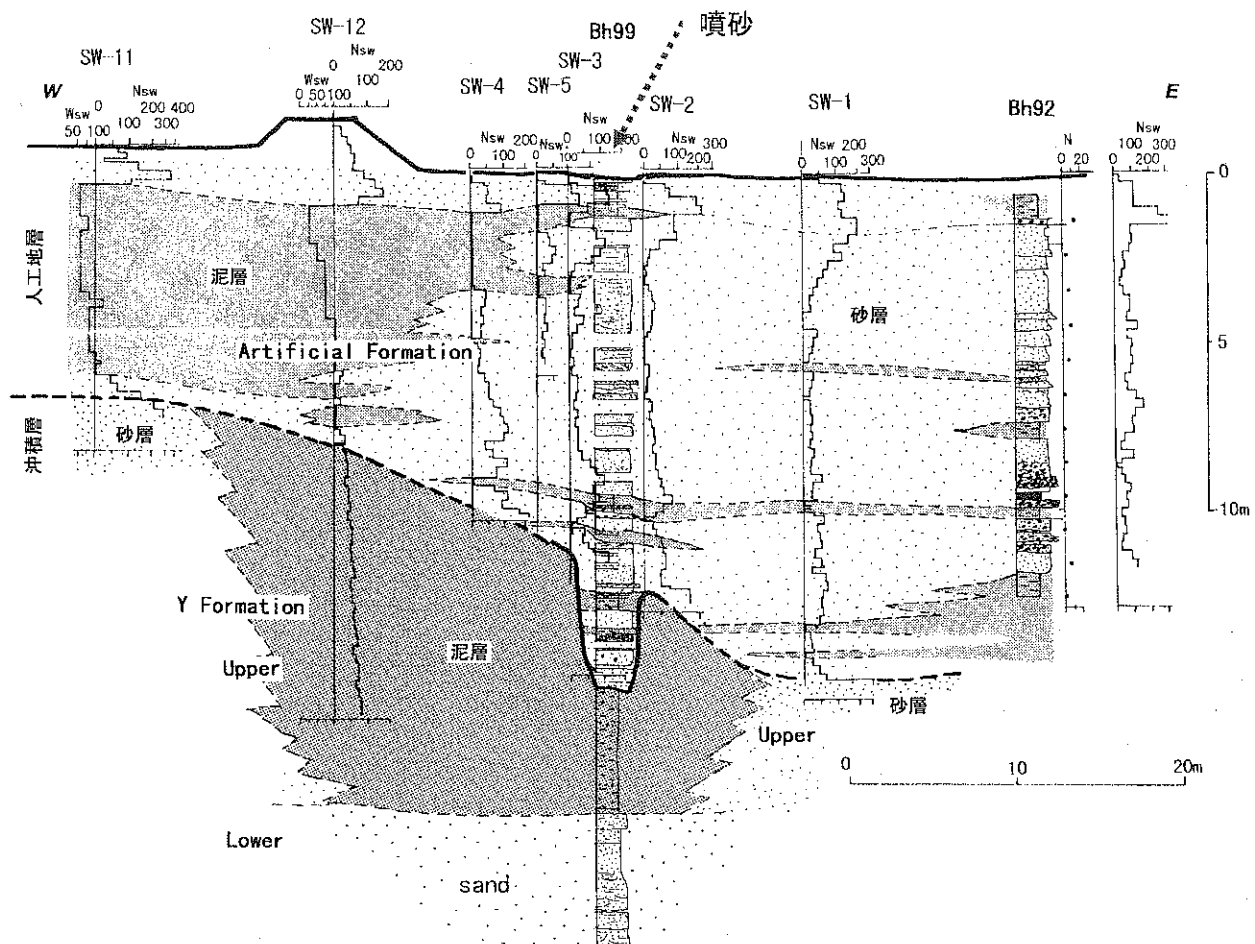 噴砂
SW-12
Bh99
SW-11
Nsw
0 200
SW-3
W
Nsw
Wsw
100
SW-4
SW-5
SW-2
SW-1
Bh92
E
0
200 400
0 50 100
Wsw
50 100
100 300
Nsw 200
0 100
Nsw
0
100
0 100
Nsw
0 200
100 300
Nsw 200
0 100 300
N
0 20
Nsw
0 200
100 300
0
人工地層
泥層
砂層
Artificial Formation
5
沖積層
砂層
10m
Y Formation
Upper
泥層
砂層
Upper
0 10 20m
Lower
sand